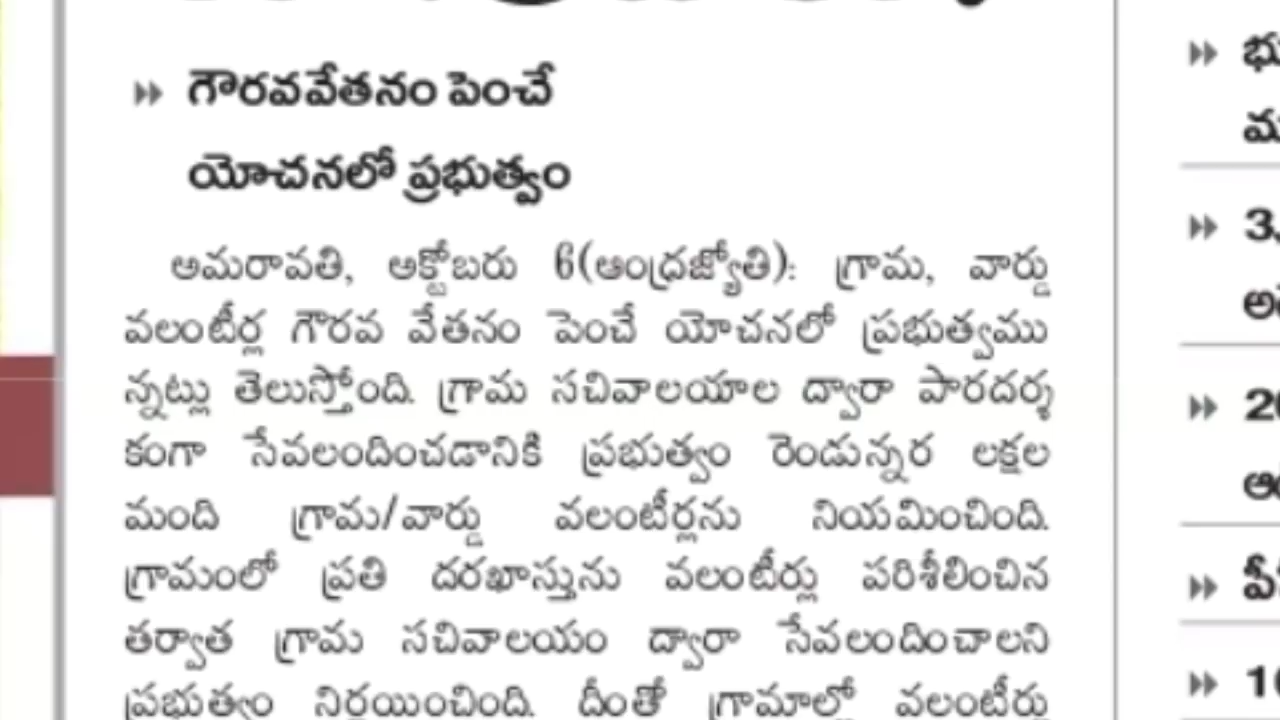 గౌరవవేతనం పెంచే
యోచనలో ప్రభుత్వం
అమరావతి, అక్టోబరు 6(ఆంధ్రజ్యోతి): గ్రామ, వార్డు
వలంటీర్ల గౌరవ వేతనం పెంచే యోచనలో ప్రభుత్వము
న్నట్లు తెలుస్తోంది. గ్రామ సచివాలయాల ద్వారా పారదర్శ
కంగా సేవలందించడానికి ప్రభుత్వం రెండున్నర లక్షల
మంది గ్రామ/వార్డు వలంటీర్లను నియమించింది.
గ్రామంలో ప్రతి దరఖాస్తును వలంటీర్లు పరిశీలించిన
తర్వాత గ్రామ సచివాలయం ద్వారా సేవలందించాలని
ప్రభుత్వం నిర్ణయించింది. దీంతో గ్రామాల్లో వలంటీర్లు